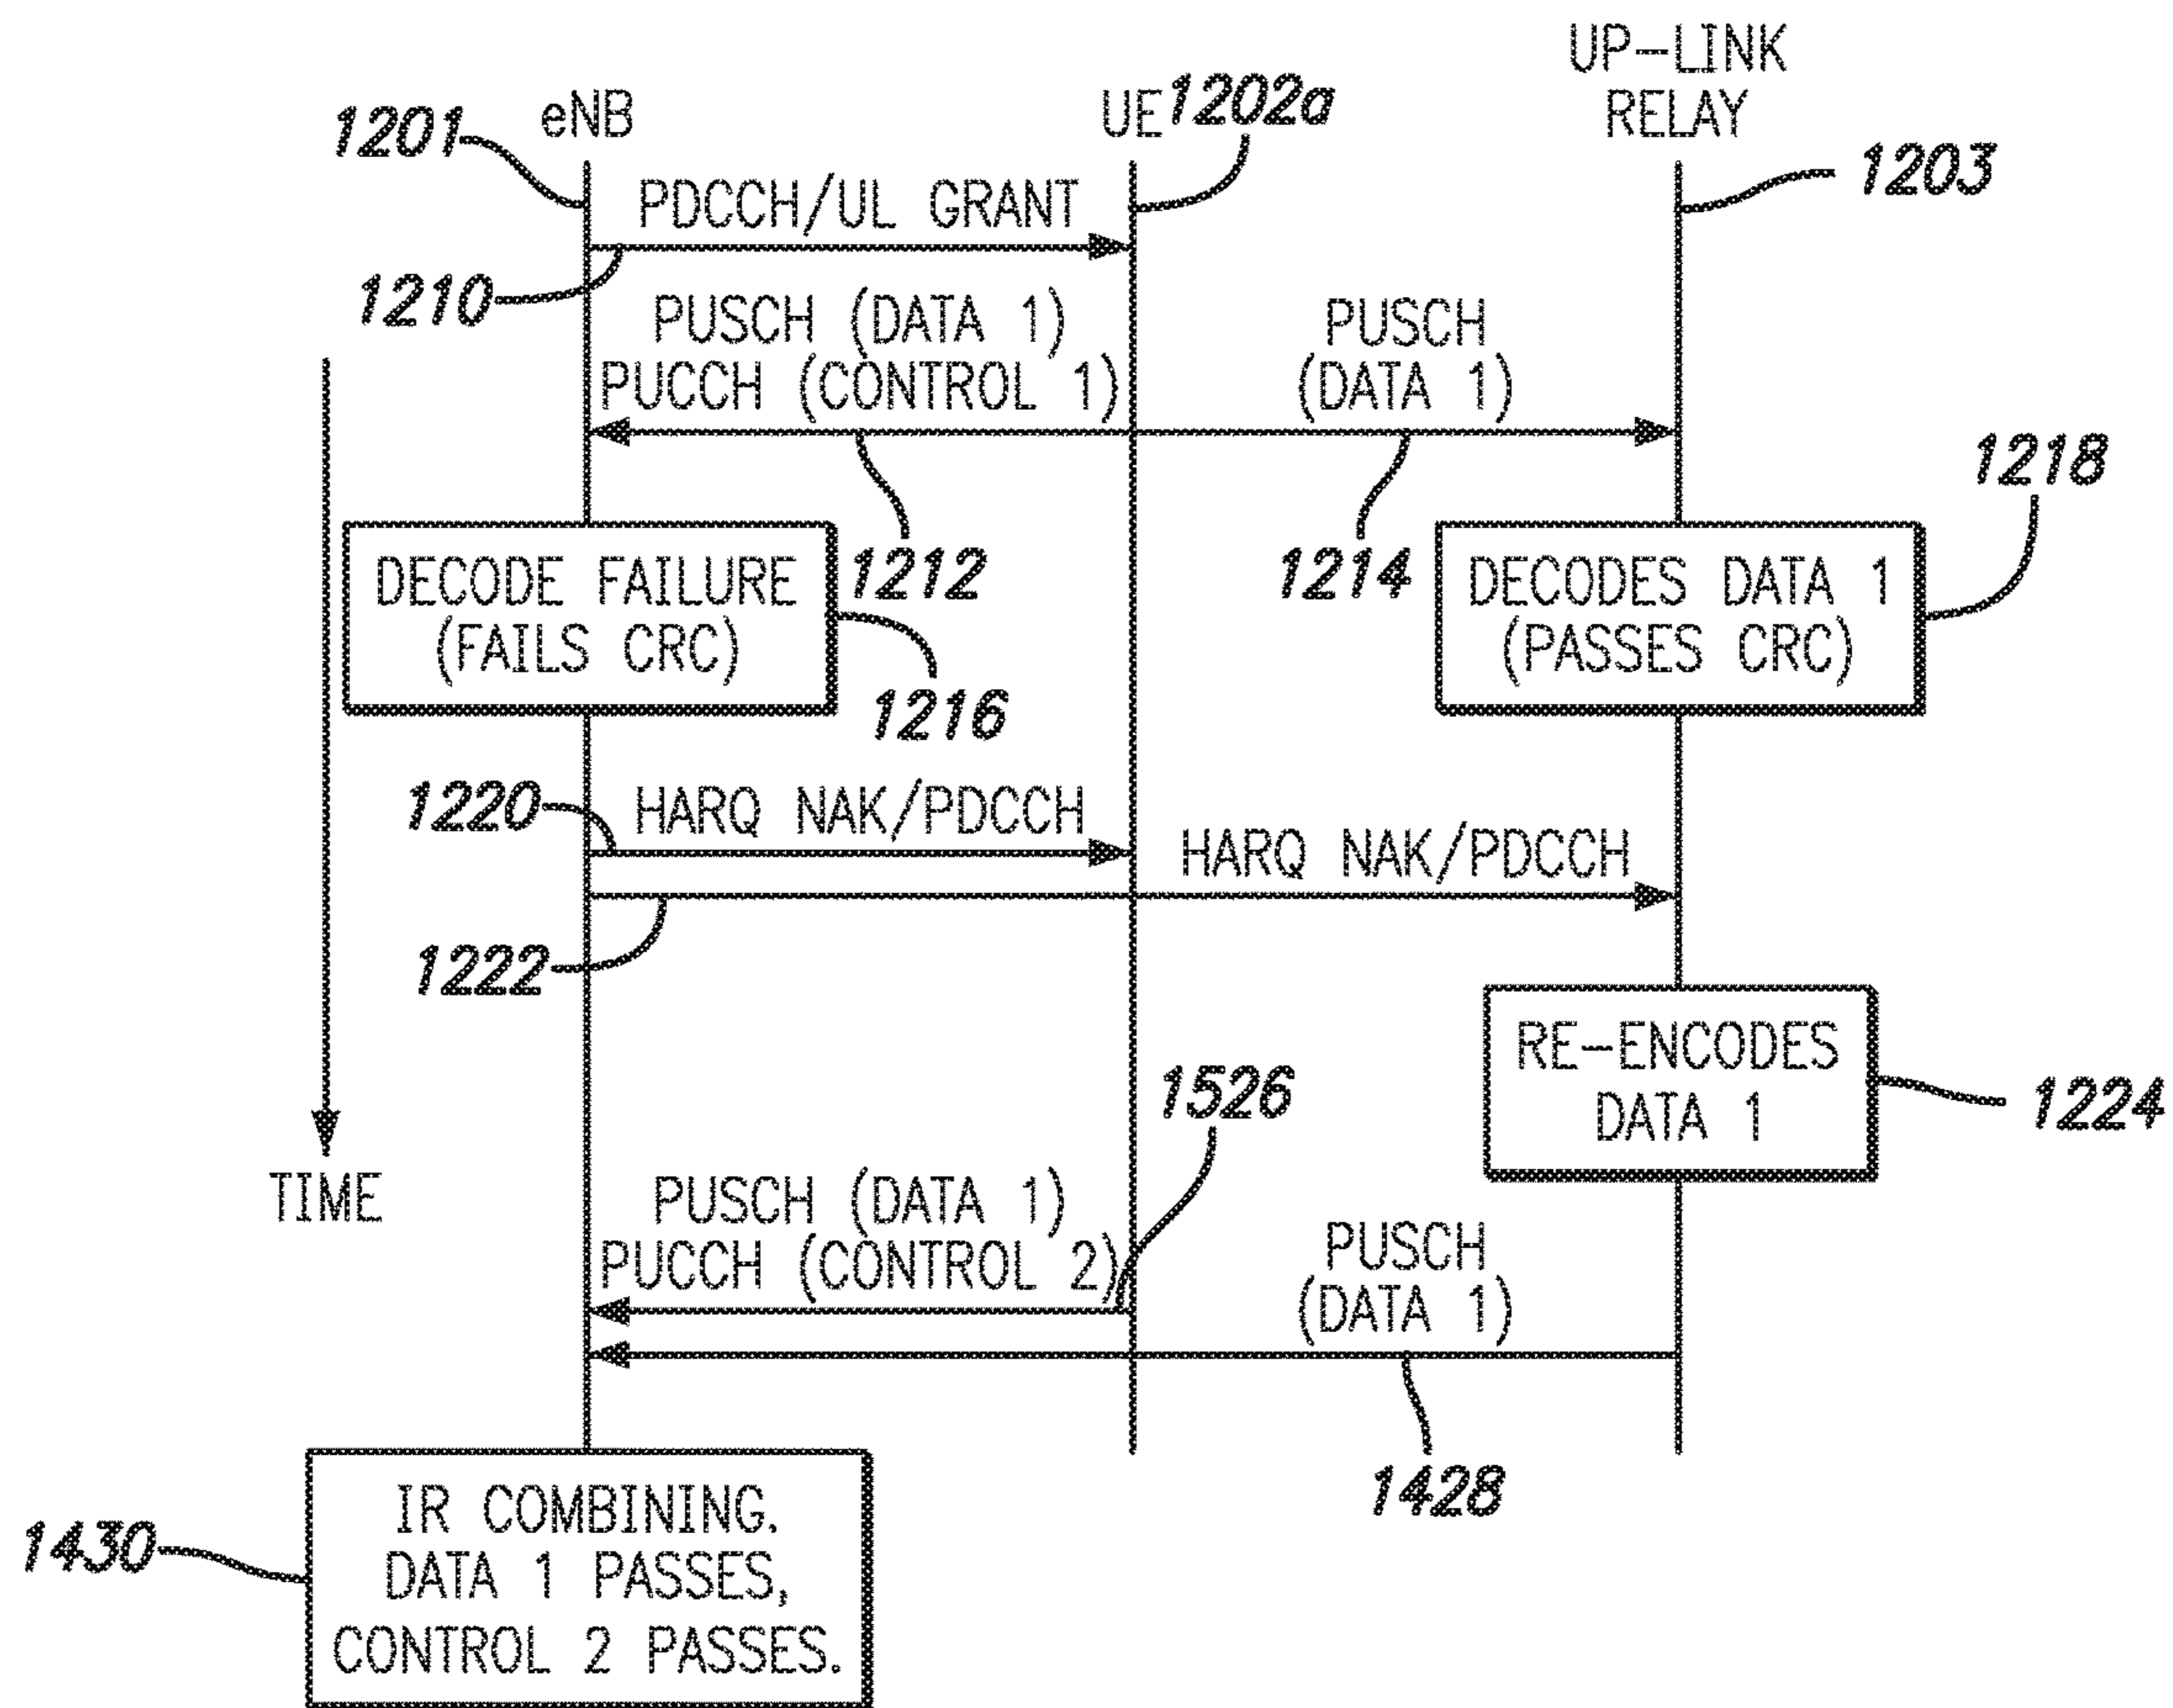 UP-LINK
RELAY
1201
eNB
UE
1202a
1203
PDCCH/UL GRANT
1210
PUSCH (DATA 1)
PUCCH (CONTROL 1)
PUSCH
(DATA 1)
1212
1214
1218
DECODE FAILURE
(FAILS CRC)
1216
DECODES DATA 1
(PASSES CRC)
1220
HARQ NAK/PDCCH
HARQ NAK/PDCCH
1222
RE-ENCODES
DATA 1
1224
TIME
1526
PUSCH (DATA 1)
PUCCH (CONTROL 2)
PUSCH
(DATA 1)
1428
1430
IR COMBINING.
DATA 1 PASSES,
CONTROL 2 PASSES.